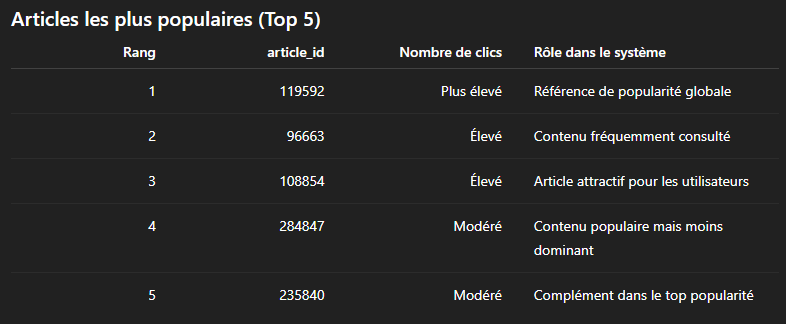 Articles les plus populaires (Top 5)
Rang article_id Nombre de clics Rôle dans le système
1 119592 Plus élevé Référence de popularité globale
2 96663 Élevé Contenu fréquemment consulté
3 108854 Élevé Article attractif pour les utilisateurs
4 284847 Modéré Contenu populaire mais moins
dominant
5 235840 Modéré Complément dans le top popularité